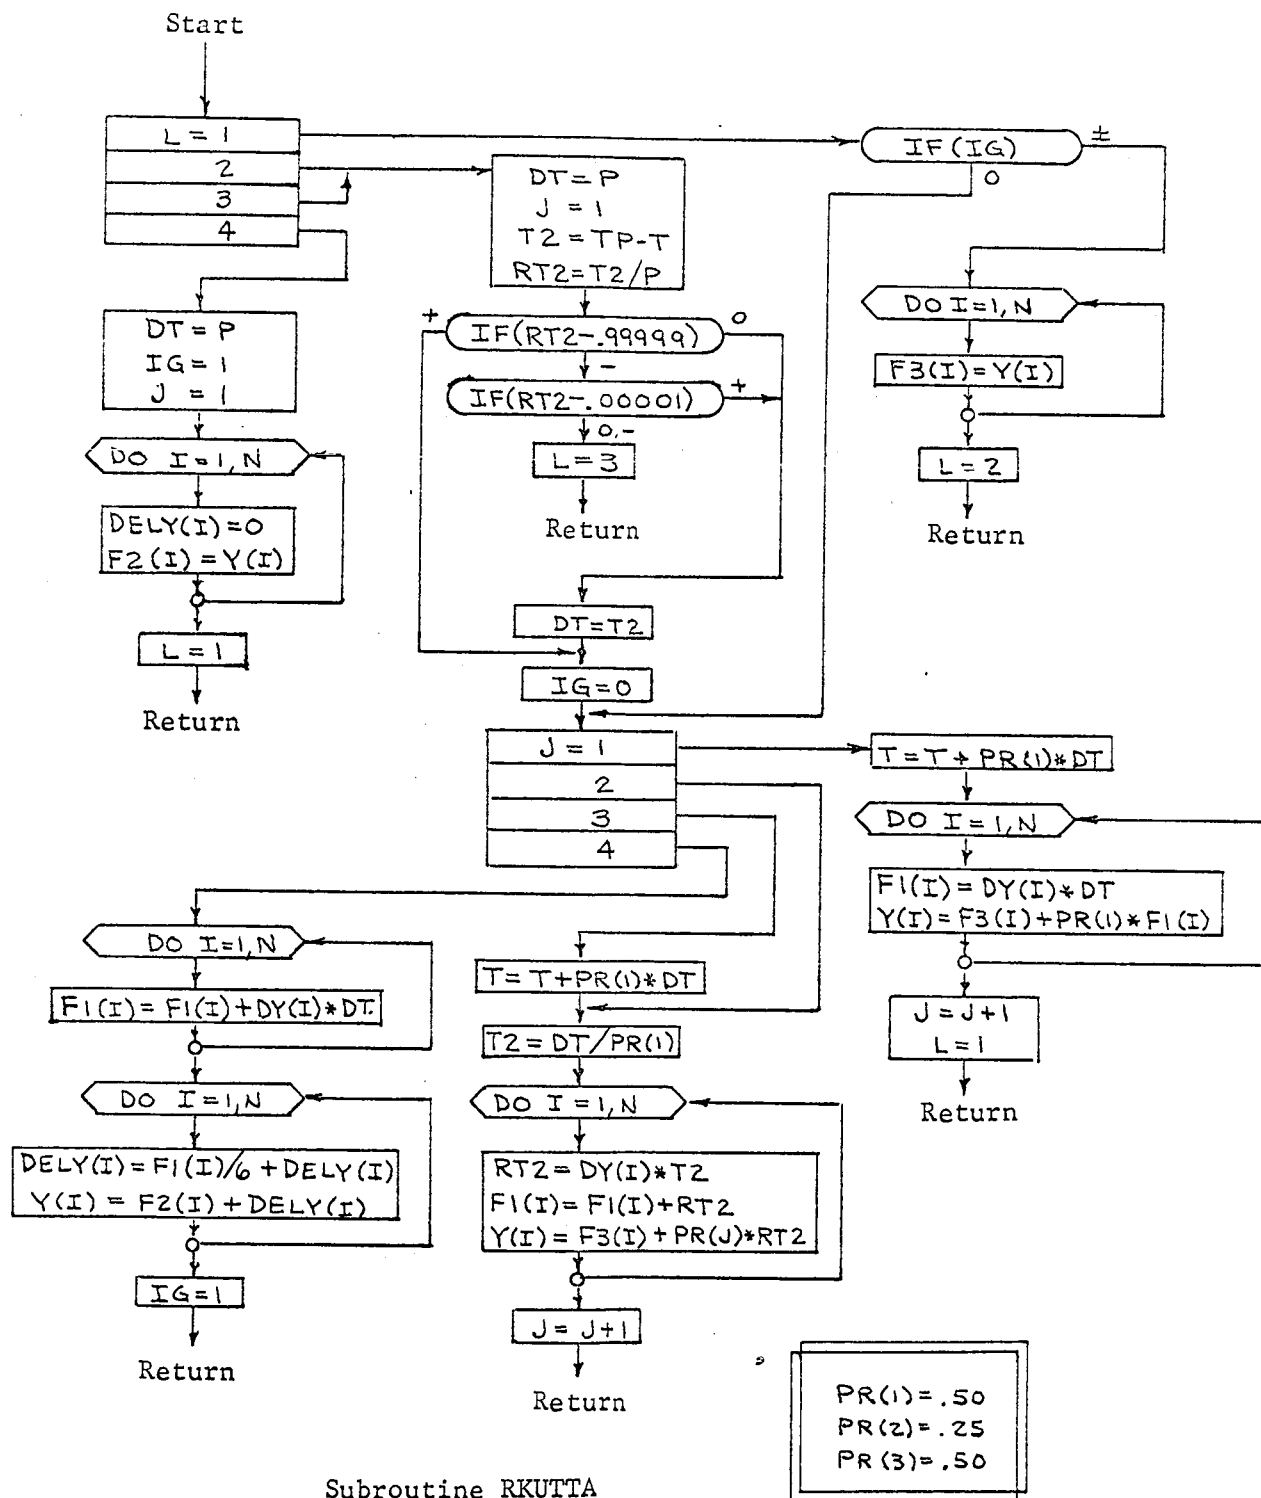 Start
L = 1
2
3
4
IF (IG)
±
0
DT = P
J = 1
T2 = TP-T
RT2 = T2/P
DO I = 1, N
F3(I) = Y(I)
L = 2
Return
+
IF(RT2-.99999)
0
-
IF(RT2-.00001)
+
0,-
L = 3
Return
DT = P
IG = 1
J = 1
DO I = 1, N
DELY(I) = 0
F2(I) = Y(I)
L = 1
Return
DT = T2
IG = 0
J = 1
2
3
4
T = T + PR(1)*DT
DO I = 1, N
F1(I) = DY(I)*DT
Y(I) = F3(I)+PR(1)*F1(I)
J = J+1
L = 1
Return
DO I = 1, N
F1(I) = F1(I)+DY(I)*DT.
DO I = 1, N
DELY(I) = F1(I)/6 + DELY(I)
Y(I) = F2(I) + DELY(I)
IG = 1
Return
T = T+PR(1)*DT
T2 = DT/PR(1)
DO I = 1, N
RT2 = DY(I)*T2
F1(I) = F1(I)+RT2
Y(I) = F3(I)+PR(J)*RT2
J = J+1
Return
PR(1) = .50
PR(2) = .25
PR(3) = .50
Subroutine RKUTTA